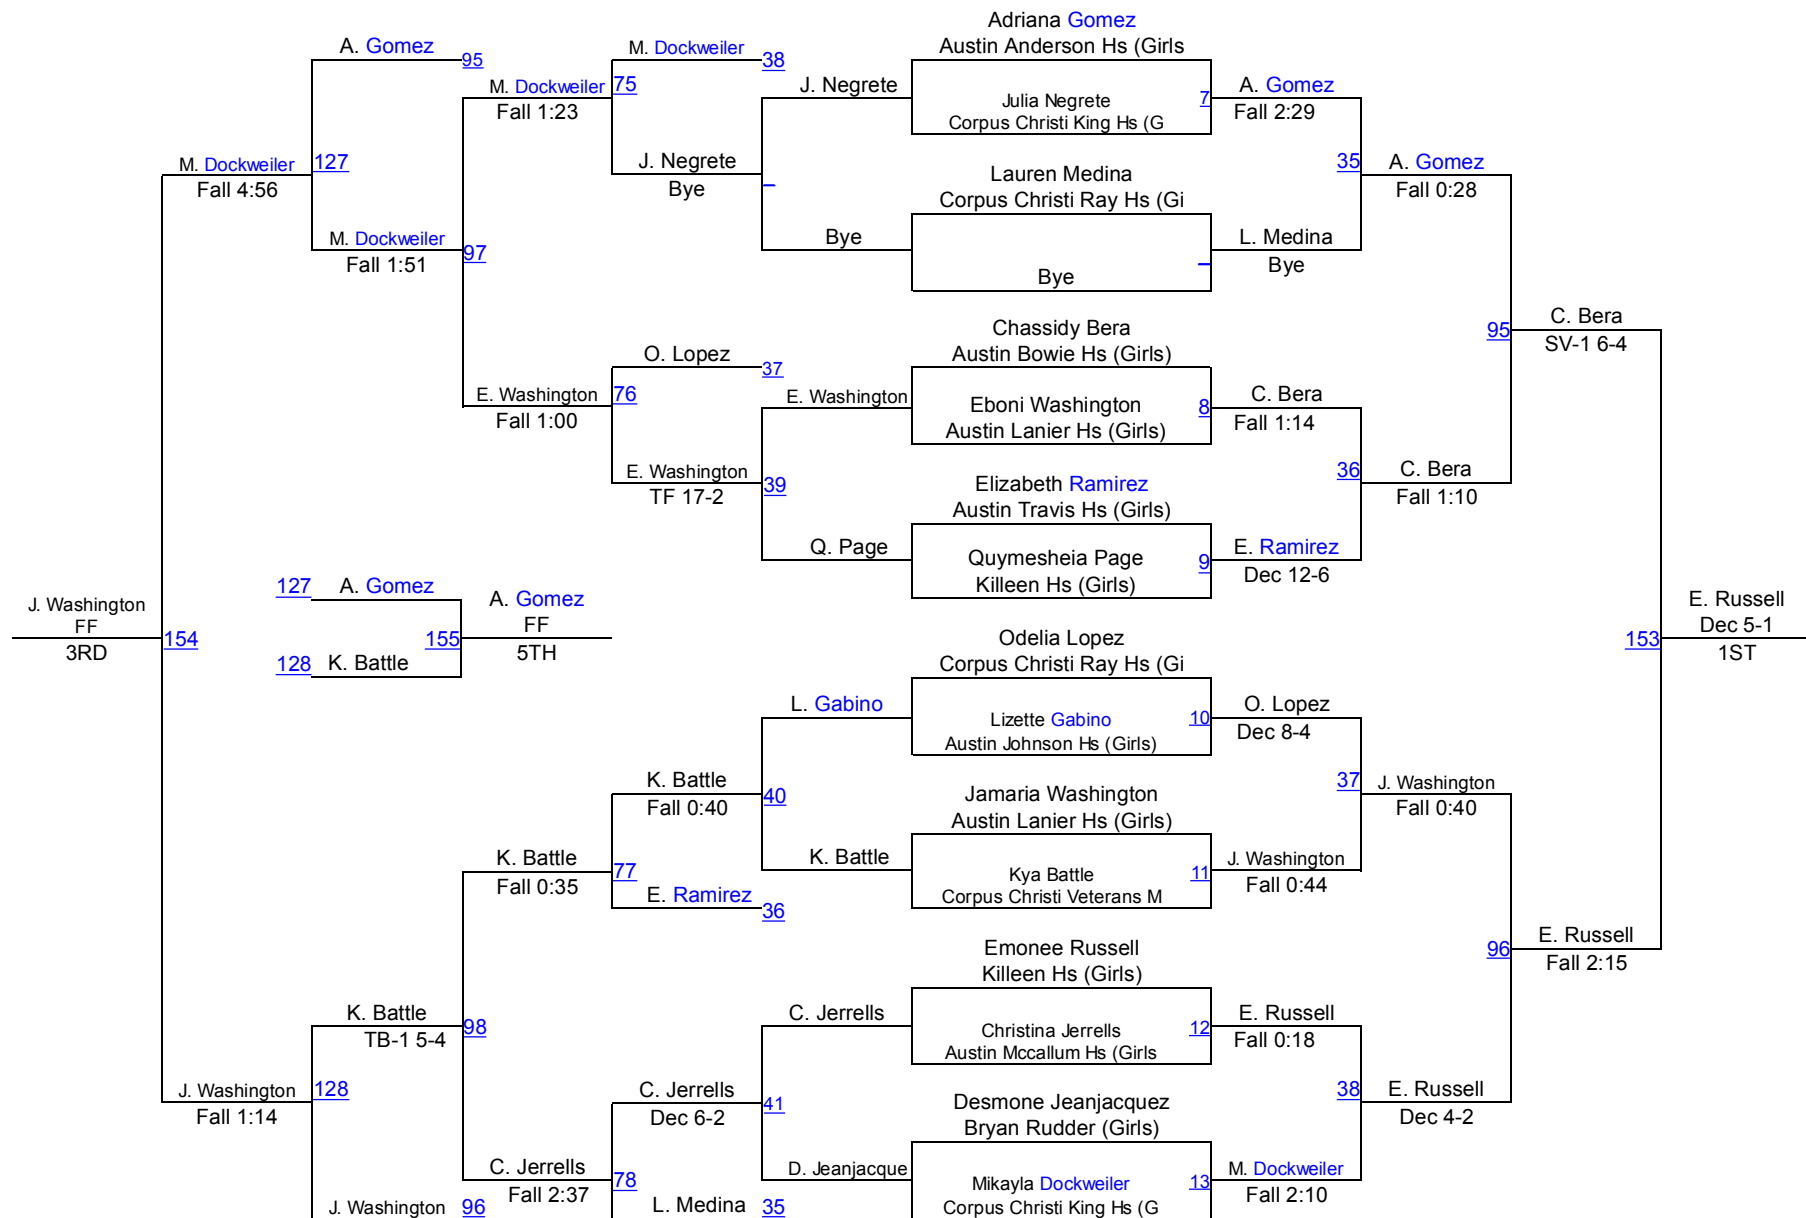 Adriana Gomez
A. Gomez
95
M. Dockweiler
38
Austin Anderson Hs (Girls
M. Dockweiler
75
Fall 1:23
J. Negrete
Julia Negrete
Corpus Christi King Hs (G
7
A. Gomez
Fall 2:29
M. Dockweiler
127
Fall 4:56
J. Negrete
Bye
Lauren Medina
Corpus Christi Ray Hs (Gi
35
A. Gomez
Fall 0:28
M. Dockweiler
97
Fall 1:51
Bye
Bye
L. Medina
Bye
Chassidy Bera
Austin Bowie Hs (Girls)
95
C. Bera
SV-1 6-4
O. Lopez
37
E. Washington
76
Fall 1:00
E. Washington
Eboni Washington
Austin Lanier Hs (Girls)
8
C. Bera
Fall 1:14
E. Washington
TF 17-2
39
Elizabeth Ramirez
Austin Travis Hs (Girls)
36
C. Bera
Fall 1:10
Q. Page
Quymesheia Page
Killeen Hs (Girls)
9
E. Ramirez
Dec 12-6
127
A. Gomez
A. Gomez
FF
5TH
155
128
K. Battle
J. Washington
FF
3RD
154
E. Russell
Dec 5-1
1ST
153
Odelia Lopez
Corpus Christi Ray Hs (Gi
L. Gabino
Lizette Gabino
Austin Johnson Hs (Girls)
10
O. Lopez
Dec 8-4
K. Battle
Fall 0:40
40
Jamaria Washington
Austin Lanier Hs (Girls)
37
J. Washington
Fall 0:40
K. Battle
Fall 0:35
77
K. Battle
Kya Battle
Corpus Christi Veterans M
11
J. Washington
Fall 0:44
E. Ramirez
36
Emonee Russell
Killeen Hs (Girls)
96
E. Russell
Fall 2:15
K. Battle
TB-1 5-4
98
C. Jerrells
Christina Jerrells
Austin Mccallum Hs (Girls
12
E. Russell
Fall 0:18
J. Washington
Fall 1:14
128
C. Jerrells
Dec 6-2
41
Desmone Jeanjacquez
Bryan Rudder (Girls)
38
E. Russell
Dec 4-2
C. Jerrells
Fall 2:37
78
D. Jeanjacque
Mikayla Dockweiler
Corpus Christi King Hs (G
13
M. Dockweiler
Fall 2:10
J. Washington
96
L. Medina
35